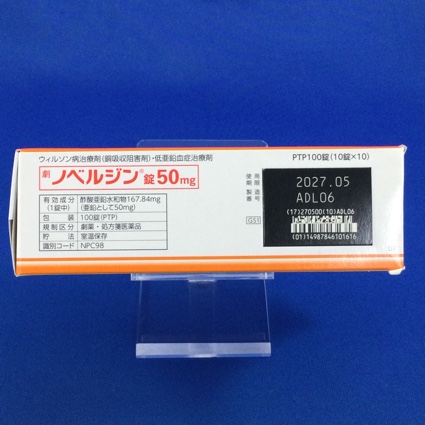 ウィルソン病治療剤(銅吸収阻害剤)・低亜鉛血症治療剤
PTP100錠(10錠×10)
劇 ノベルジン®錠50mg
有効成分(1錠中) 酢酸亜鉛水和物167.84mg(亜鉛として50mg)
包装 100錠(PTP)
規制区分 劇薬・処方箋医薬品
貯法 室温保存
識別コード NPC98
使用期限 2027.05
製造番号 ADL06
GS1
(17)270500(10)ADL06
(01)14987846101616